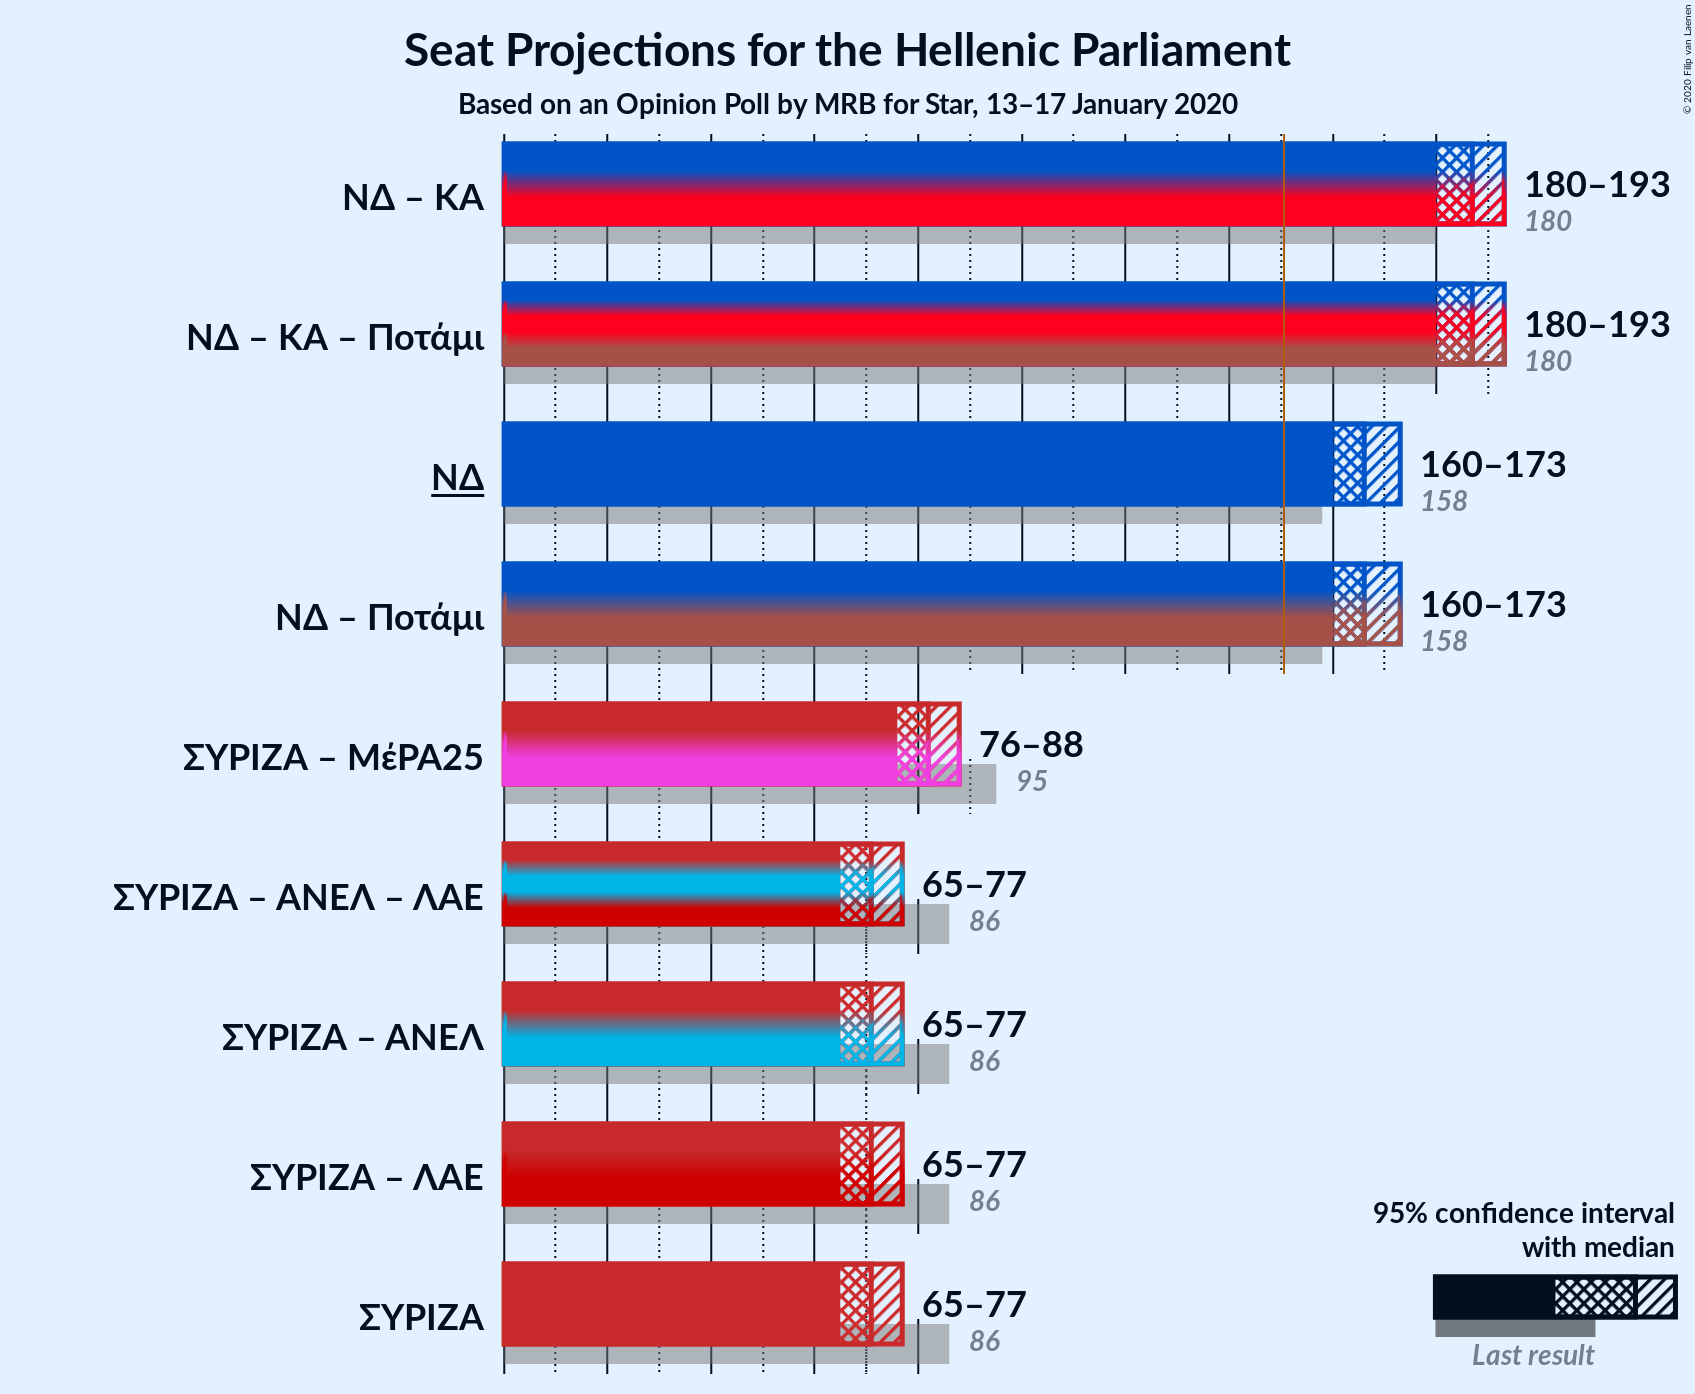 Seat Projections for the Hellenic Parliament
Based on an Opinion Poll by MRB for Star, 13–17 January 2020
© 2020 Filip van Laenen
ΝΔ – ΚΑ
180–193
180
ΝΔ – ΚΑ – Ποτάμι
180–193
180
ΝΔ
160–173
158
ΝΔ – Ποτάμι
160–173
158
ΣΥΡΙΖΑ – ΜέΡΑ25
76–88
95
ΣΥΡΙΖΑ – ΑΝΕΛ – ΛΑΕ
65–77
86
ΣΥΡΙΖΑ – ΑΝΕΛ
65–77
86
ΣΥΡΙΖΑ – ΛΑΕ
65–77
86
ΣΥΡΙΖΑ
65–77
86
95% confidence interval
with median
Last result